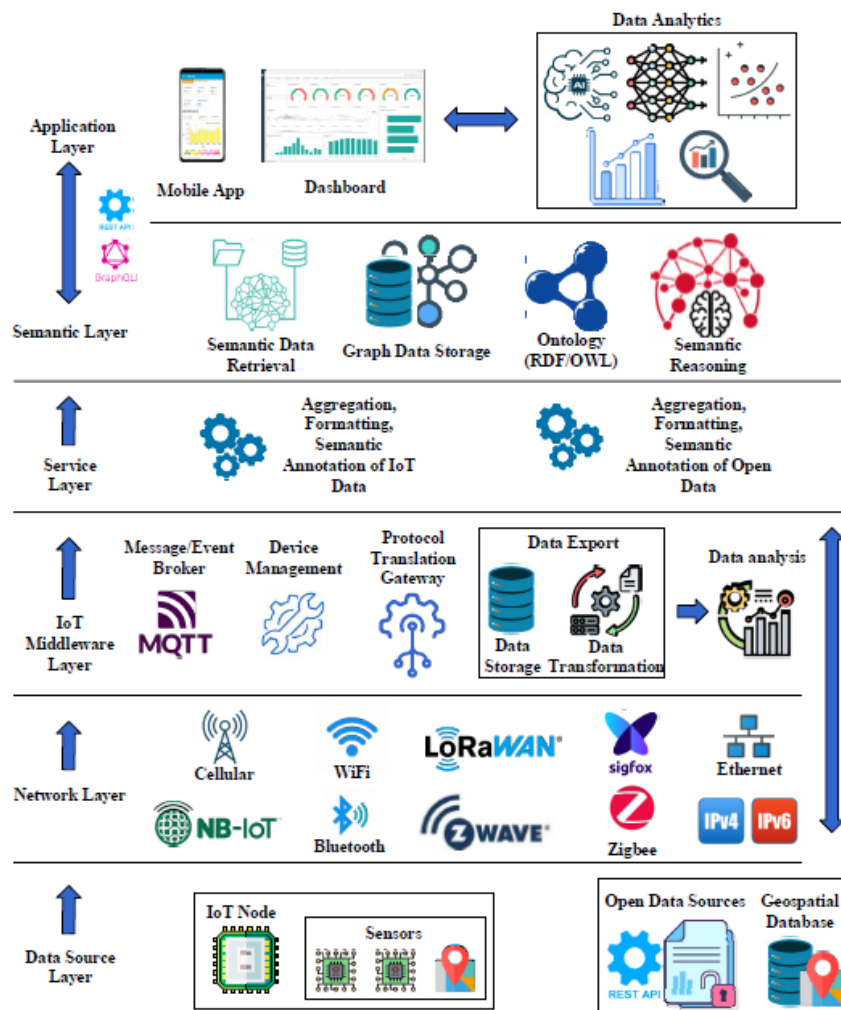 Data Analytics
AI
Application
Layer
Mobile App
Dashboard
REST API
GraphQL
Semantic Layer
Semantic Data
Retrieval
Graph Data Storage
Ontology
(RDF/OWL)
Semantic
Reasoning
Service
Layer
Aggregation,
Formatting,
Semantic
Annotation of IoT
Data
Aggregation,
Formatting,
Semantic
Annotation of Open
Data
IoT
Middleware
Layer
Message/Event
Broker
MQTT
Device
Management
Protocol
Translation
Gateway
Data Export
Data
Storage
Data
Transformation
Data analysis
Network Layer
Cellular
WiFi
LoRaWAN®
sigfox
Ethernet
NB-IoT™
Bluetooth
Z WAVE®
Zigbee
IPv4
IPv6
Data Source
Layer
IoT Node
Sensors
Open Data Sources
REST API
Geospatial
Database